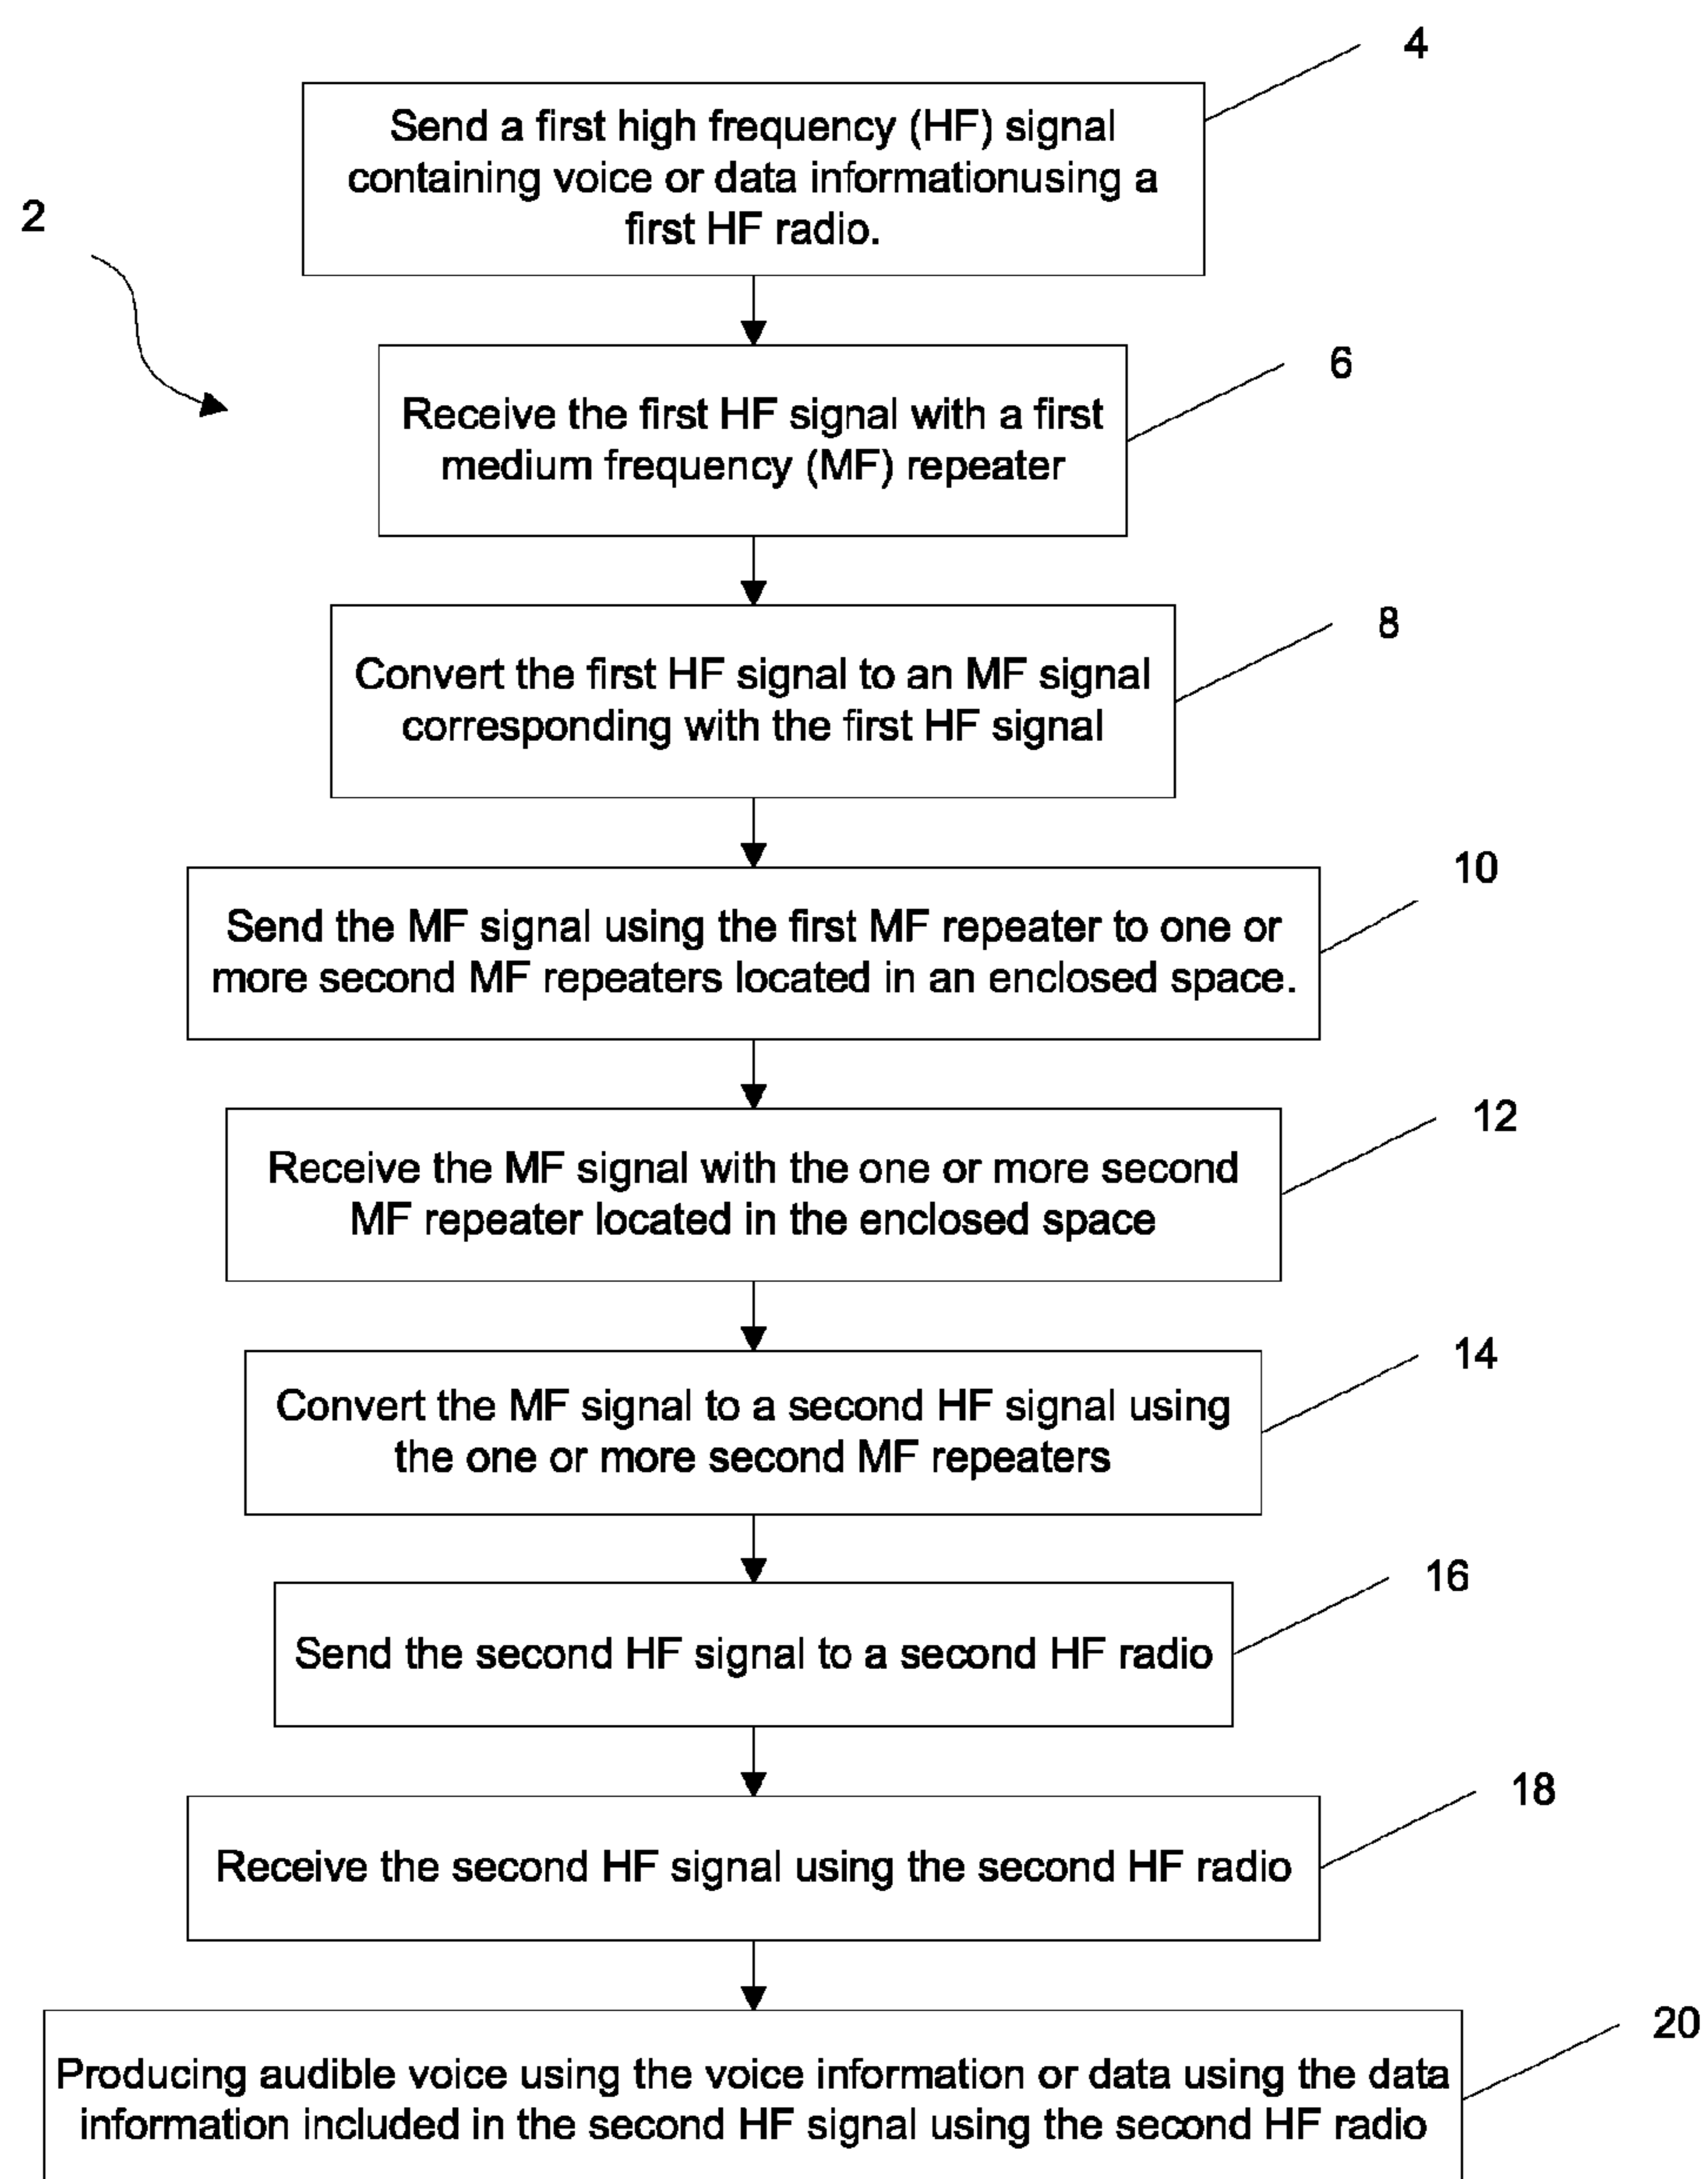 4
Send a first high frequency (HF) signal
containing voice or data informationusing a
first HF radio.
2
6
Receive the first HF signal with a first
medium frequency (MF) repeater
8
Convert the first HF signal to an MF signal
corresponding with the first HF signal
10
Send the MF signal using the first MF repeater to one or
more second MF repeaters located in an enclosed space.
12
Receive the MF signal with the one or more second
MF repeater located in the enclosed space
14
Convert the MF signal to a second HF signal using
the one or more second MF repeaters
16
Send the second HF signal to a second HF radio
18
Receive the second HF signal using the second HF radio
20
Producing audible voice using the voice information or data using the data
information included in the second HF signal using the second HF radio